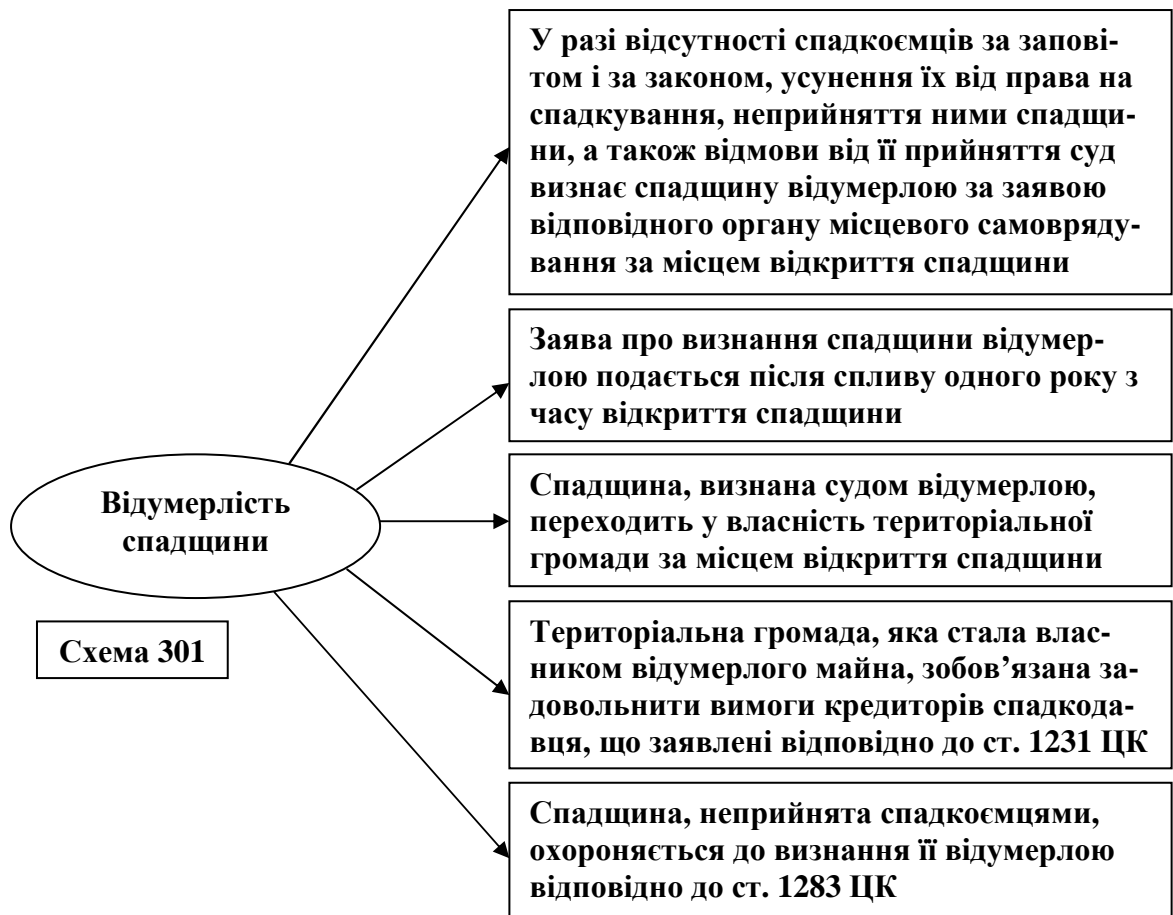 У разі відсутності спадкоємців за запові-
том і за законом, усунення їх від права на
спадкування, неприйняття ними спадщи-
ни, а також відмови від її прийняття суд
визнає спадщину відумерлою за заявою
відповідного органу місцевого самовряду-
вання за місцем відкриття спадщини
Заява про визнання спадщини відумер-
лою подається після спливу одного року з
часу відкриття спадщини
Відумерлість
спадщини
Спадщина, визнана судом відумерлою,
переходить у власність територіальної
громади за місцем відкриття спадщини
Схема 301
Територіальна громада, яка стала влас-
ником відумерлого майна, зобов’язана за-
довольнити вимоги кредиторів спадкода-
вця, що заявлені відповідно до ст. 1231 ЦК
Спадщина, неприйнята спадкоємцями,
охороняється до визнання її відумерлою
відповідно до ст. 1283 ЦК